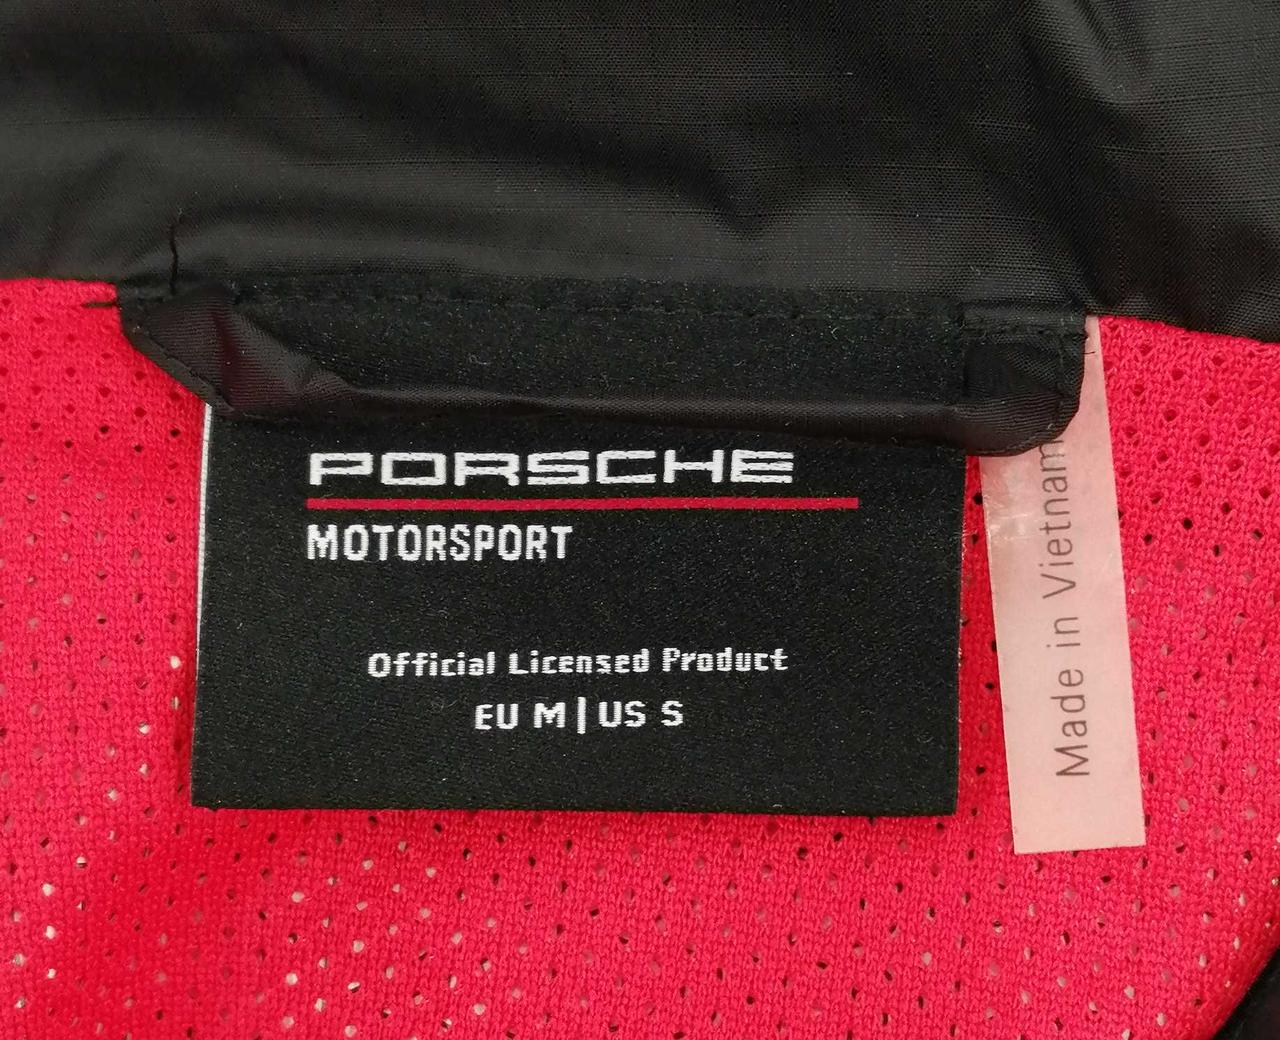 PORSCHE
MOTORSPORT
Official Licensed Product
EU M|US S
Made in Vietnam